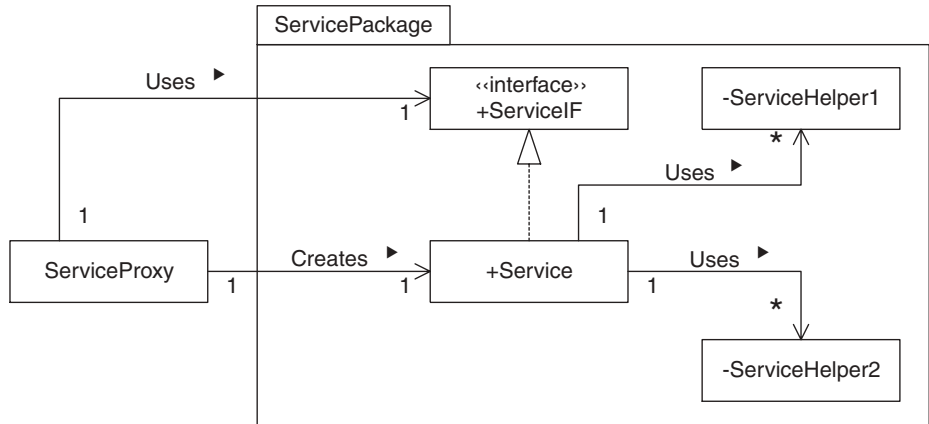 ServicePackage
Uses ▶
‹‹interface››
+ServiceIF
1
-ServiceHelper1
*
Uses ▶
1
1
ServiceProxy
1
Creates ▶
1
+Service
1
Uses ▶
*
-ServiceHelper2